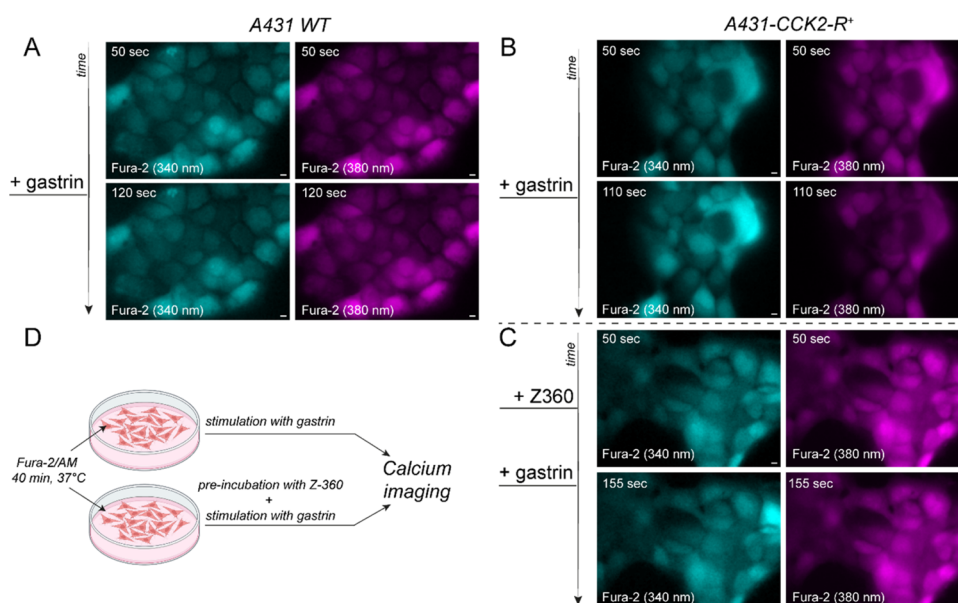 A431 WT
A
time
50 sec
Fura-2 (340 nm)
50 sec
Fura-2 (380 nm)
+ gastrin
120 sec
Fura-2 (340 nm)
120 sec
Fura-2 (380 nm)
A431-CCK2-R⁺
B
time
50 sec
Fura-2 (340 nm)
50 sec
Fura-2 (380 nm)
+ gastrin
110 sec
Fura-2 (340 nm)
110 sec
Fura-2 (380 nm)
C
time
50 sec
Fura-2 (340 nm)
50 sec
Fura-2 (380 nm)
+ Z360
+ gastrin
155 sec
Fura-2 (340 nm)
155 sec
Fura-2 (380 nm)
D
Fura-2/AM
40 min, 37°C
stimulation with gastrin
pre-incubation with Z-360
+
stimulation with gastrin
Calcium
imaging